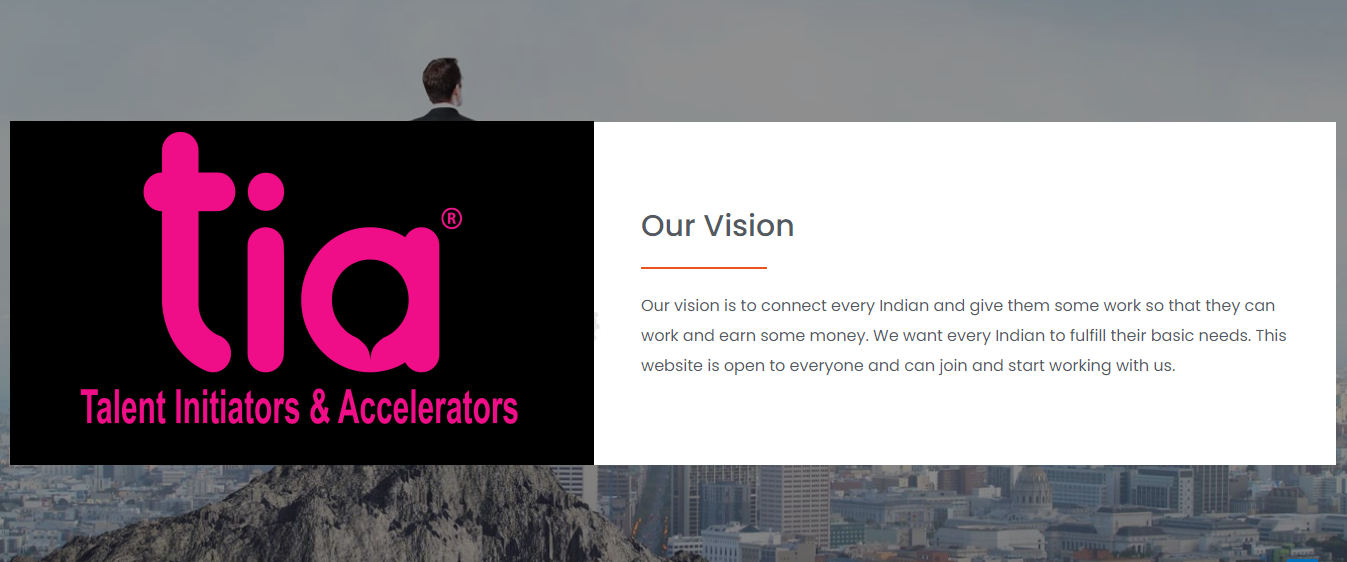 tia®
Talent Initiators & Accelerators
Our Vision
Our vision is to connect every Indian and give them some work so that they can
work and earn some money. We want every Indian to fulfill their basic needs. This
website is open to everyone and can join and start working with us.